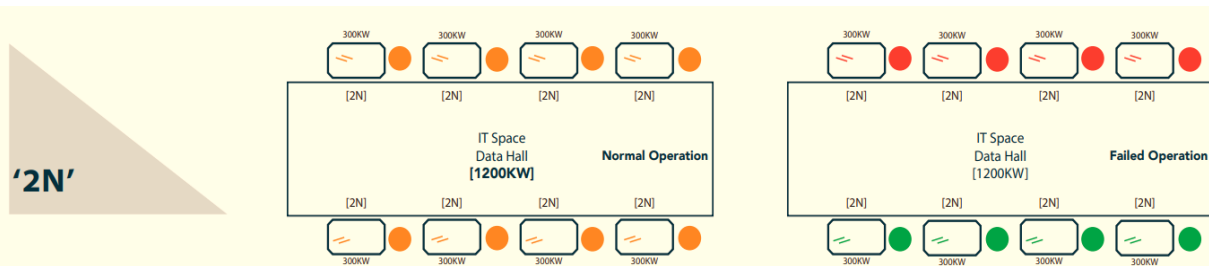 300KW 300KW 300KW 300KW
[2N] [2N] [2N] [2N]
IT Space
Data Hall
[1200KW]
Normal Operation
[2N] [2N] [2N] [2N]
300KW 300KW 300KW 300KW
300KW 300KW 300KW 300KW
[2N] [2N] [2N] [2N]
IT Space
Data Hall
[1200KW]
Failed Operation
[2N] [2N] [2N] [2N]
300KW 300KW 300KW 300KW
‘2N’